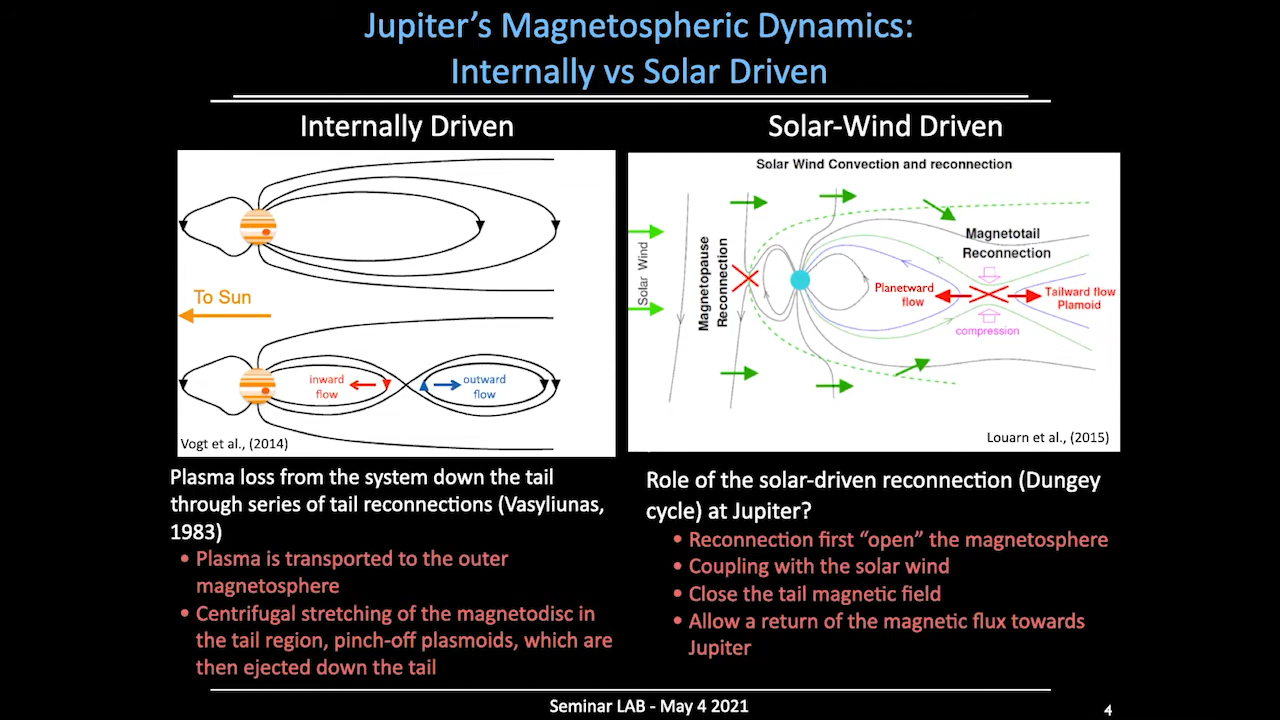 Jupiter's Magnetospheric Dynamics:
Internally vs Solar Driven
Internally Driven
To Sun
inward
flow
outward
flow
Vogt et al., (2014)
Plasma loss from the system down the tail
through series of tail reconnections (Vasyliunas,
1983)
• Plasma is transported to the outer
magnetosphere
• Centrifugal stretching of the magnetodisc in
the tail region, pinch-off plasmoids, which are
then ejected down the tail
Solar-Wind Driven
Solar Wind Convection and reconnection
Solar Wind
Magnetopause
Reconnection
Magnetotail
Reconnection
Planetward
flow
Tailward flow
Plamoid
compression
Louarn et al., (2015)
Role of the solar-driven reconnection (Dungey
cycle) at Jupiter?
• Reconnection first “open” the magnetosphere
• Coupling with the solar wind
• Close the tail magnetic field
• Allow a return of the magnetic flux towards
Jupiter
Seminar LAB - May 4 2021
4